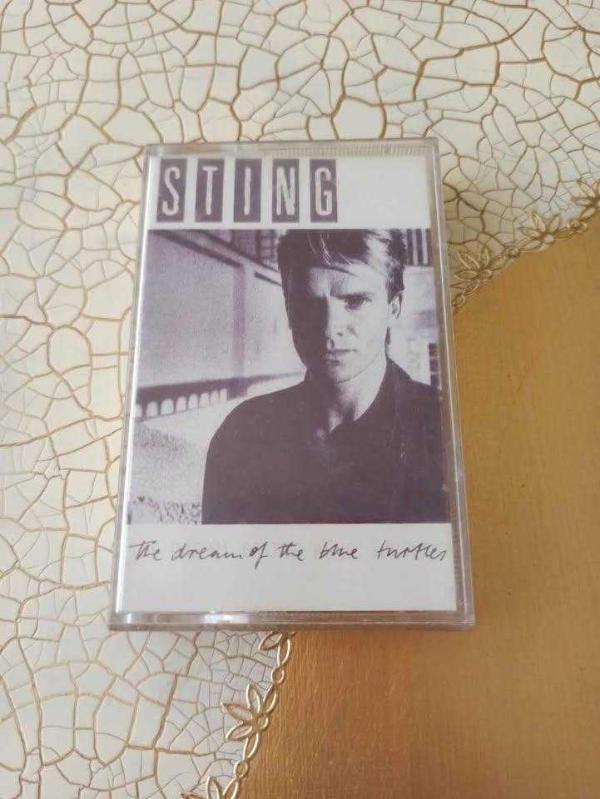 STING
the dream of the blue turtles